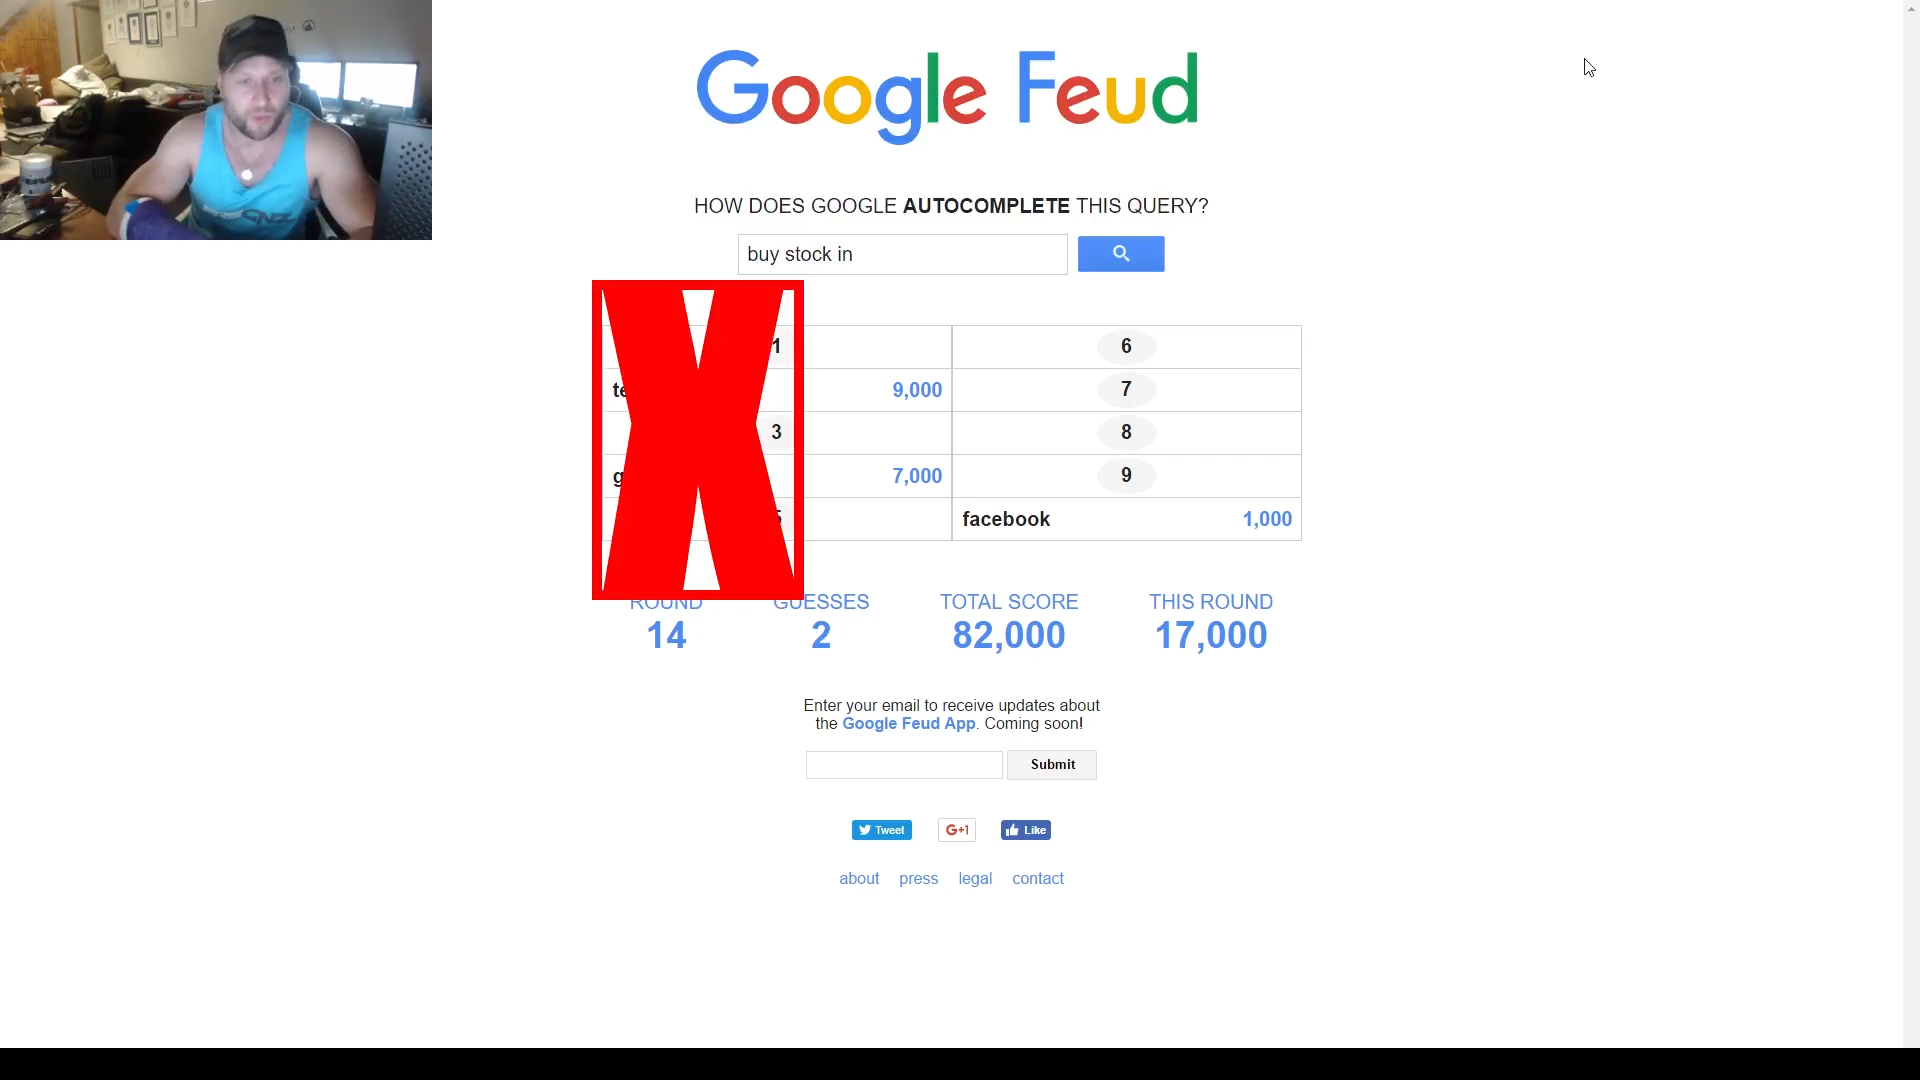 Google Feud
HOW DOES GOOGLE AUTOCOMPLETE THIS QUERY?
buy stock in
1
6
9,000
7
3
8
7,000
9
5
facebook 1,000
ROUND GUESSES TOTAL SCORE THIS ROUND
14 2 82,000 17,000
Enter your email to receive updates about
the Google Feud App. Coming soon!
Submit
Tweet G+1 Like
about press legal contact